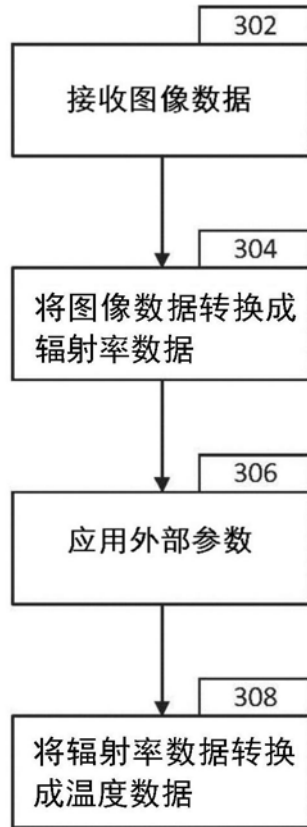 302
接收图像数据
304
将图像数据转换成
辐射率数据
306
应用外部参数
308
将辐射率数据转换
成温度数据